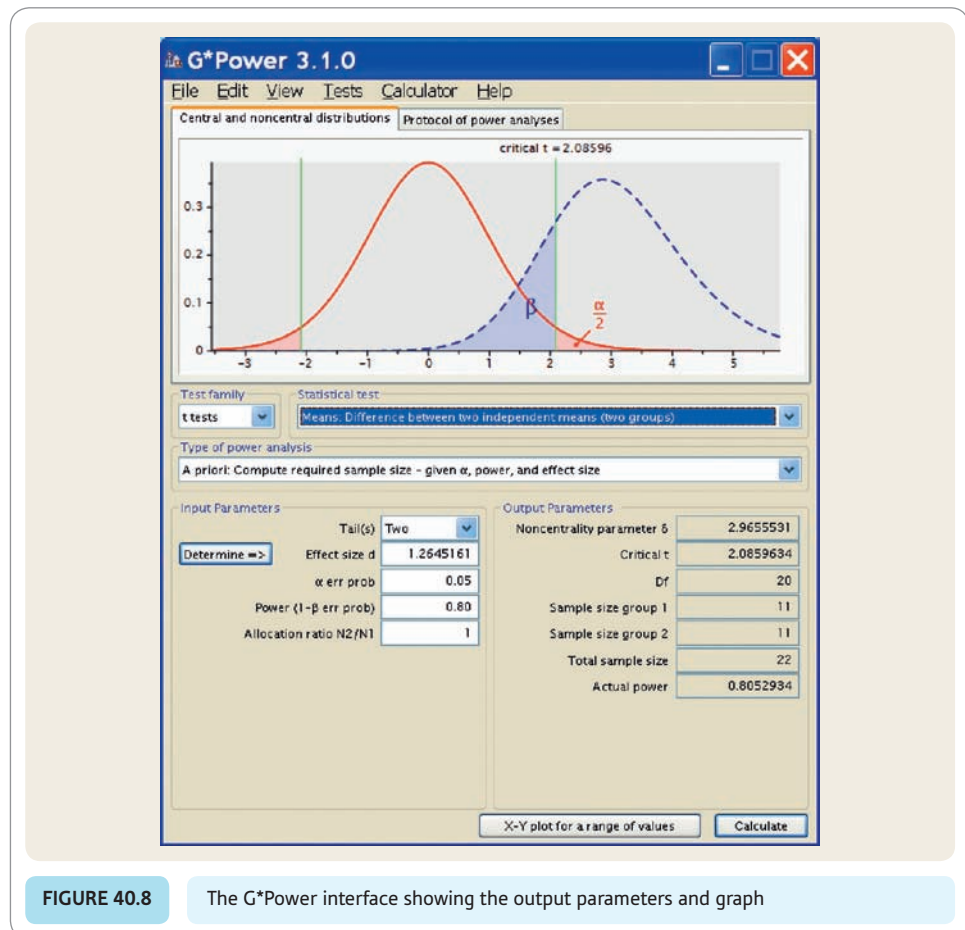 G*Power 3.1.0
File Edit View Tests Calculator Help
Central and noncentral distributions Protocol of power analyses
critical t = 2.08596
0.3
0.2
0.1
0
-3 -2 -1 0 1 2 3 4 5
β
α
2
Test family
Statistical test
t tests
Means: Difference between two independent means (two groups)
Type of power analysis
A priori: Compute required sample size – given α, power, and effect size
Input Parameters
Output Parameters
Tail(s) Two
Noncentrality parameter δ 2.9655531
Determine => Effect size d 1.2645161
Critical t 2.0859634
α err prob 0.05
Df 20
Power (1-β err prob) 0.80
Sample size group 1 11
Allocation ratio N2/N1 1
Sample size group 2 11
Total sample size 22
Actual power 0.8052934
X-Y plot for a range of values Calculate
FIGURE 40.8 The G*Power interface showing the output parameters and graph